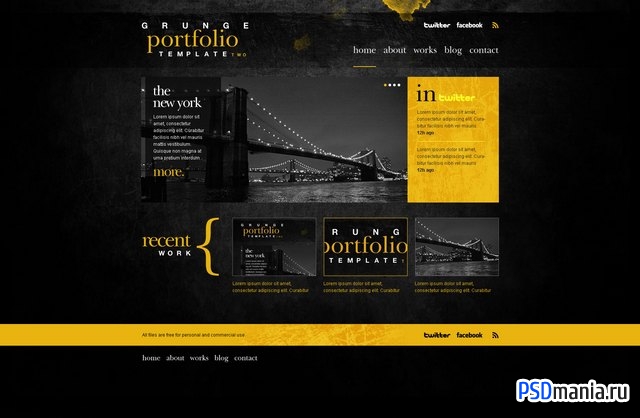 GRUNGE
portfolio
TEMPLATE TWO
twitter facebook
home about works blog contact
the
new york
Lorem ipsum dolor sit
amet, consectetur
adipiscing elit. Curabitur
facilisis nibh vel mauris
mattis vestibulum.
Quisque non magna at
urna pretium interdum
more.
in twitter
Lorem ipsum dolor sit
amet, consectetur
adipiscing elit. Cura-
bitur facilisis nibh vel mauris
12h ago
Lorem ipsum dolor sit
amet, consectetur
adipiscing elit. Cura-
bitur facilisis nibh vel mauris
12h ago
recent {
WORK
GRUNGE
portfolio
TEMPLATE
the
new york
RUNG
portfolio
TEMPLATE T
Lorem ipsum dolor sit amet,
consectetur adipiscing elit. Curabitur
Lorem ipsum dolor sit amet,
consectetur adipiscing elit. Curabitur
Lorem ipsum dolor sit amet,
consectetur adipiscing elit. Curabitur
All files are free for personal and commercial use.
twitter facebook
home about works blog contact
PSDmania.ru